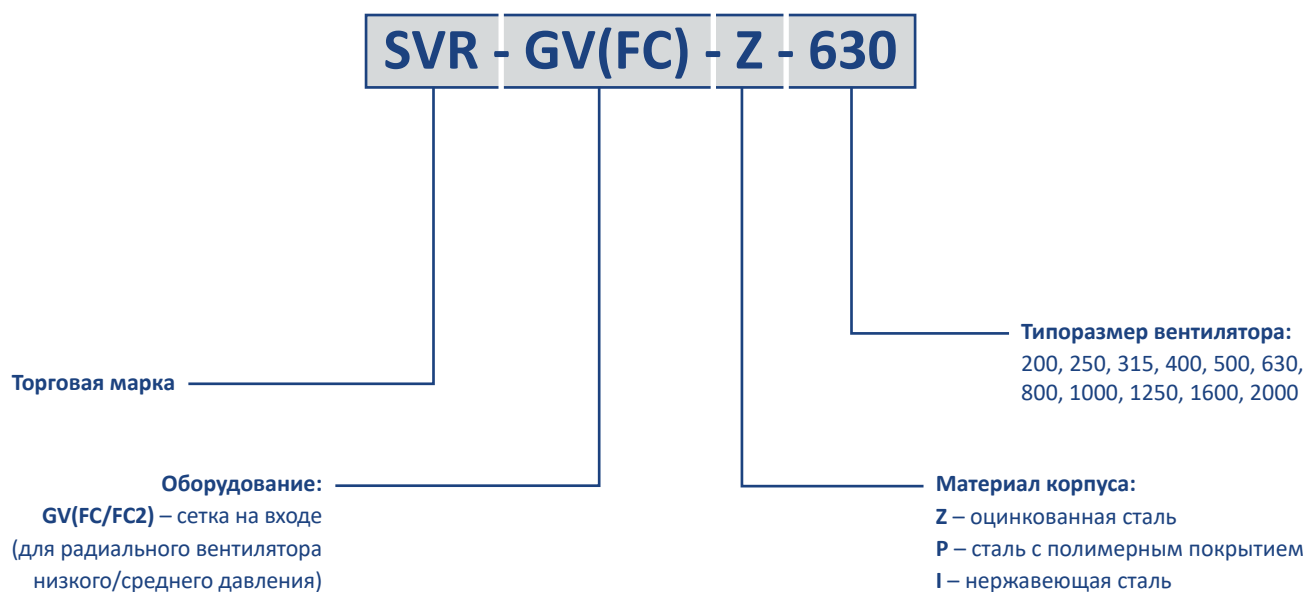 SVR - GV(FC) - Z - 630
Торговая марка
Оборудование:
GV(FC/FC2) – сетка на входе
(для радиального вентилятора
низкого/среднего давления)
Типоразмер вентилятора:
200, 250, 315, 400, 500, 630,
800, 1000, 1250, 1600, 2000
Материал корпуса:
Z – оцинкованная сталь
P – сталь с полимерным покрытием
I – нержавеющая сталь